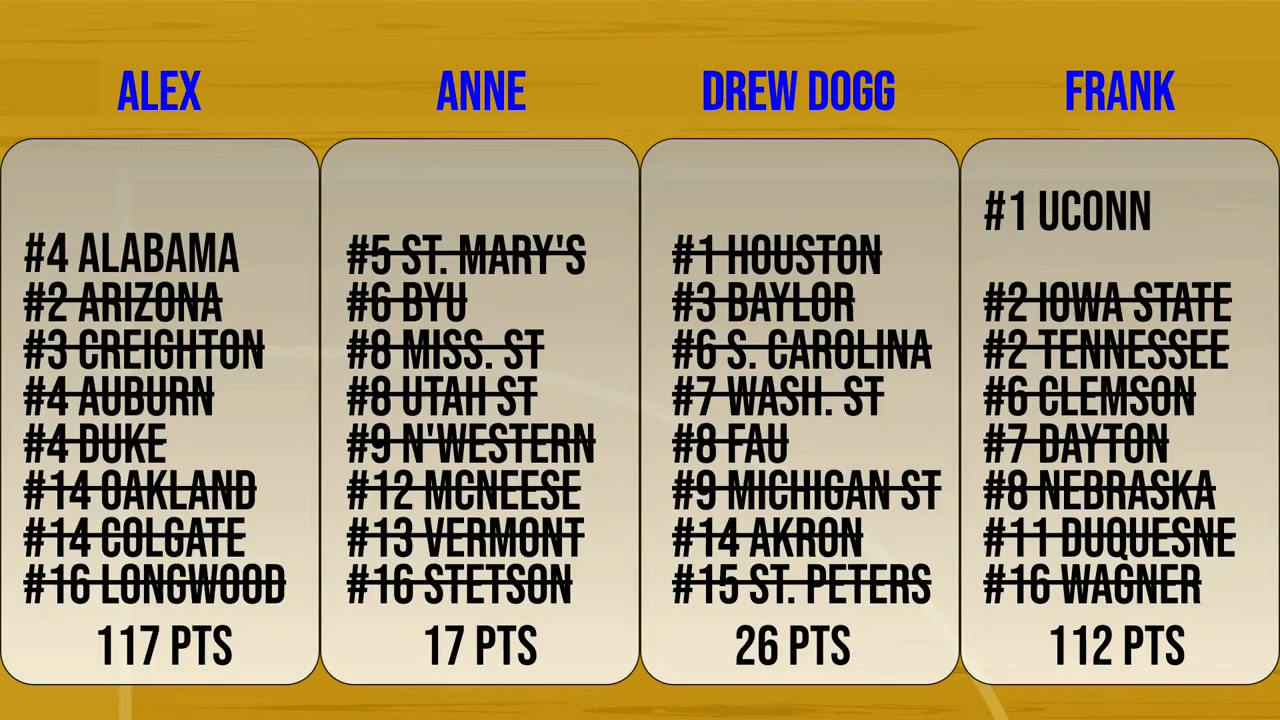 ALEX
#4 ALABAMA
#2 ARIZONA
#3 CREIGHTON
#4 AUBURN
#4 DUKE
#14 OAKLAND
#14 COLGATE
#16 LONGWOOD
117 PTS
ANNE
#5 ST. MARY'S
#6 BYU
#8 MISS. ST
#8 UTAH ST
#9 N'WESTERN
#12 MCNEESE
#13 VERMONT
#16 STETSON
17 PTS
DREW DOGG
#1 HOUSTON
#3 BAYLOR
#6 S. CAROLINA
#7 WASH. ST
#8 FAU
#9 MICHIGAN ST
#14 AKRON
#15 ST. PETERS
26 PTS
FRANK
#1 UCONN
#2 IOWA STATE
#2 TENNESSEE
#6 CLEMSON
#7 DAYTON
#8 NEBRASKA
#11 DUQUESNE
#16 WAGNER
112 PTS